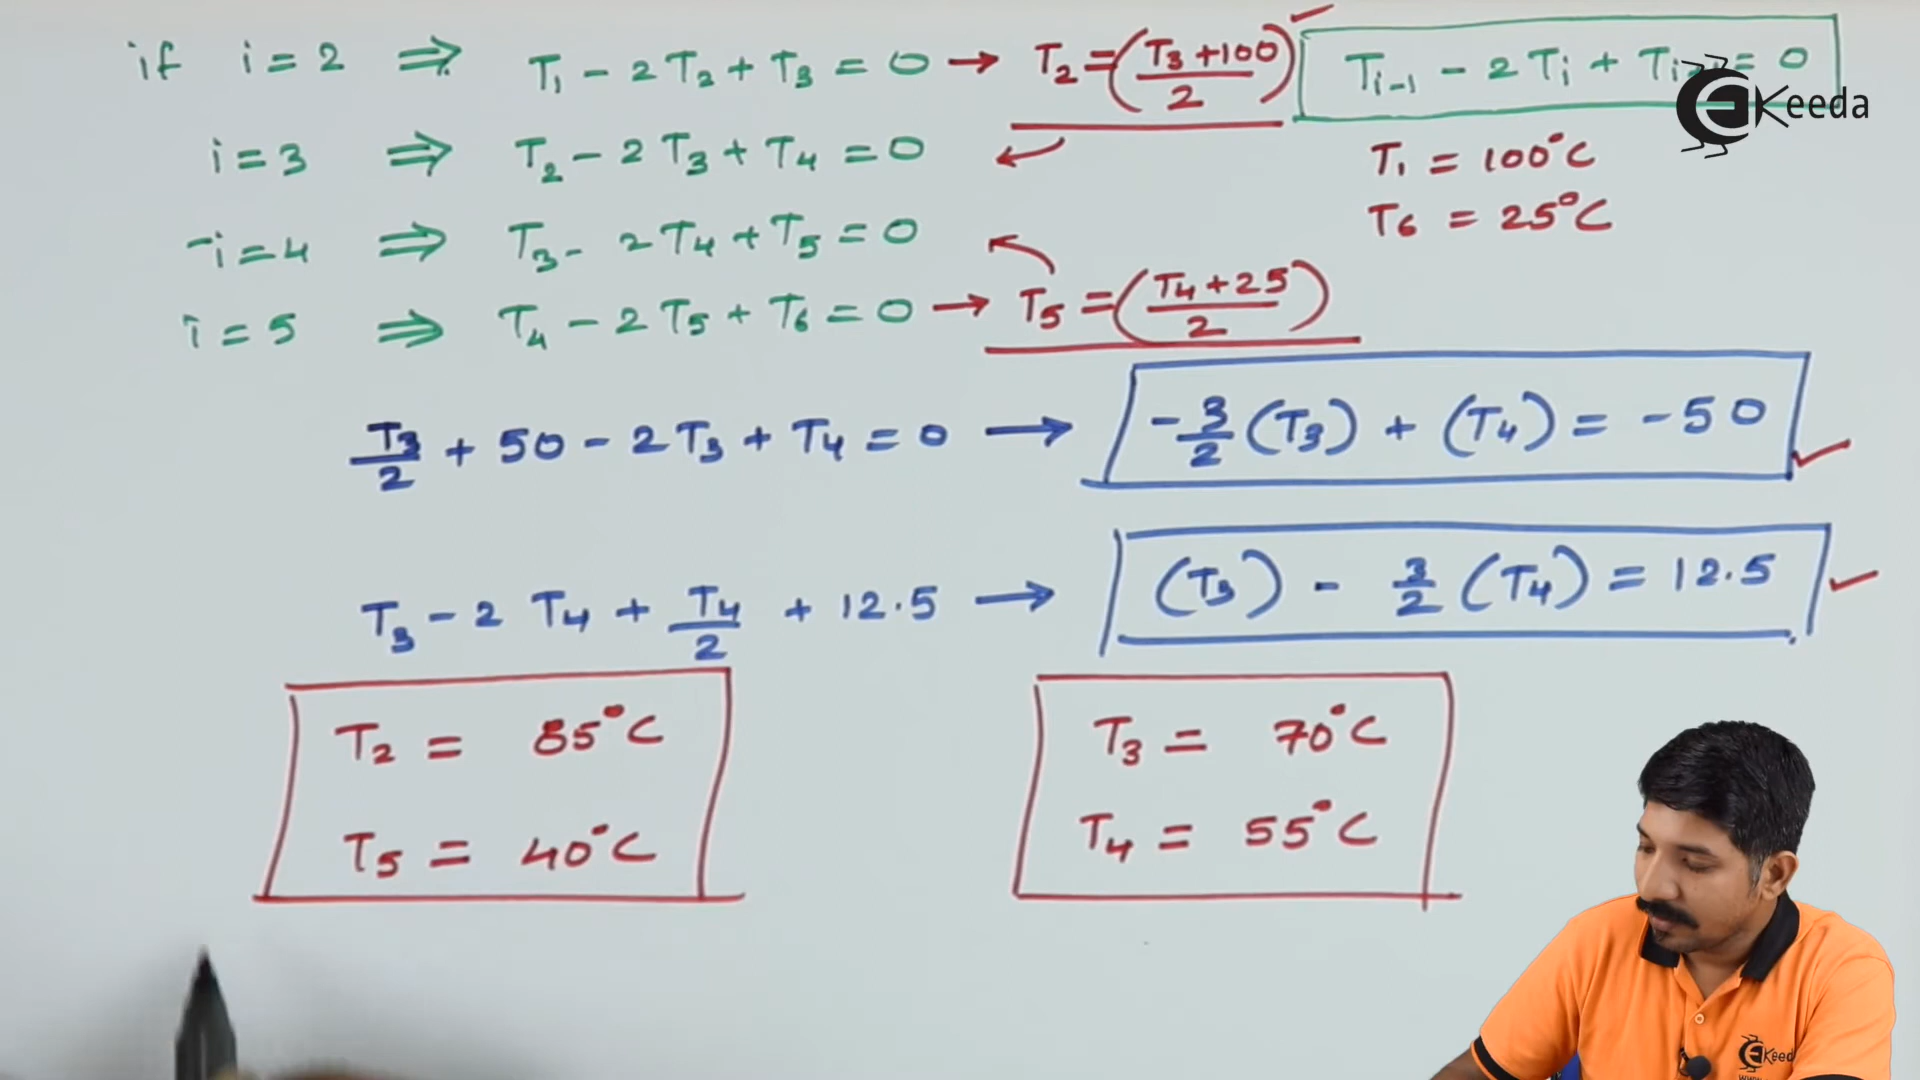 if i = 2 ⇒ T₁ - 2T₂ + T₃ = 0 → T₂ = (T₃ + 100 / 2) ✓
Tᵢ₋₁ - 2Tᵢ + Tᵢ = 0
Keeda
i = 3 ⇒ T₂ - 2T₃ + T₄ = 0
T₁ = 100°C
T₆ = 25°C
i = 4 ⇒ T₃ - 2T₄ + T₅ = 0
i = 5 ⇒ T₄ - 2T₅ + T₆ = 0 → T₅ = (T₄ + 25 / 2)
T₃/2 + 50 - 2T₃ + T₄ = 0 → -3/2 (T₃) + (T₄) = -50 ✓
T₃ - 2T₄ + T₄/2 + 12.5 → (T₃) - 3/2 (T₄) = 12.5 ✓
T₂ = 85°C
T₅ = 40°C
T₃ = 70°C
T₄ = 55°C
Keeda